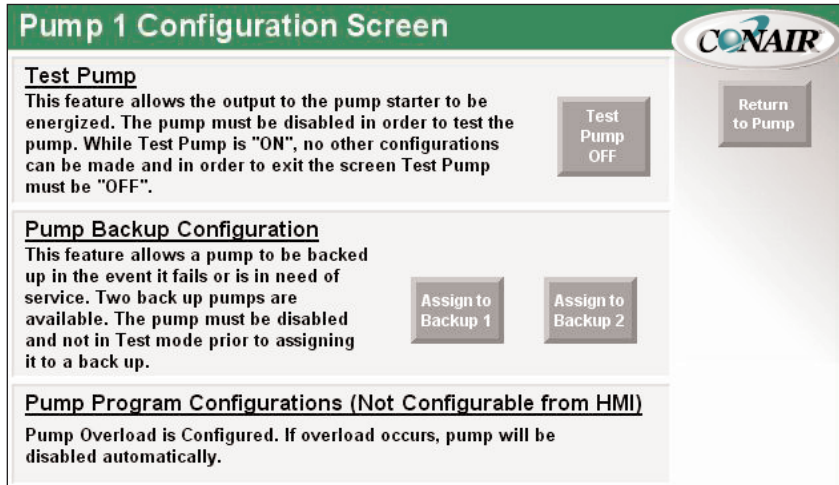 Pump 1 Configuration Screen
CONAIR
Test Pump
This feature allows the output to the pump starter to be
energized. The pump must be disabled in order to test the
pump. While Test Pump is "ON", no other configurations
can be made and in order to exit the screen Test Pump
must be "OFF".
Test
Pump
OFF
Return
to Pump
Pump Backup Configuration
This feature allows a pump to be backed
up in the event it fails or is in need of
service. Two back up pumps are
available. The pump must be disabled
and not in Test mode prior to assigning
it to a back up.
Assign to
Backup 1
Assign to
Backup 2
Pump Program Configurations (Not Configurable from HMI)
Pump Overload is Configured. If overload occurs, pump will be
disabled automatically.